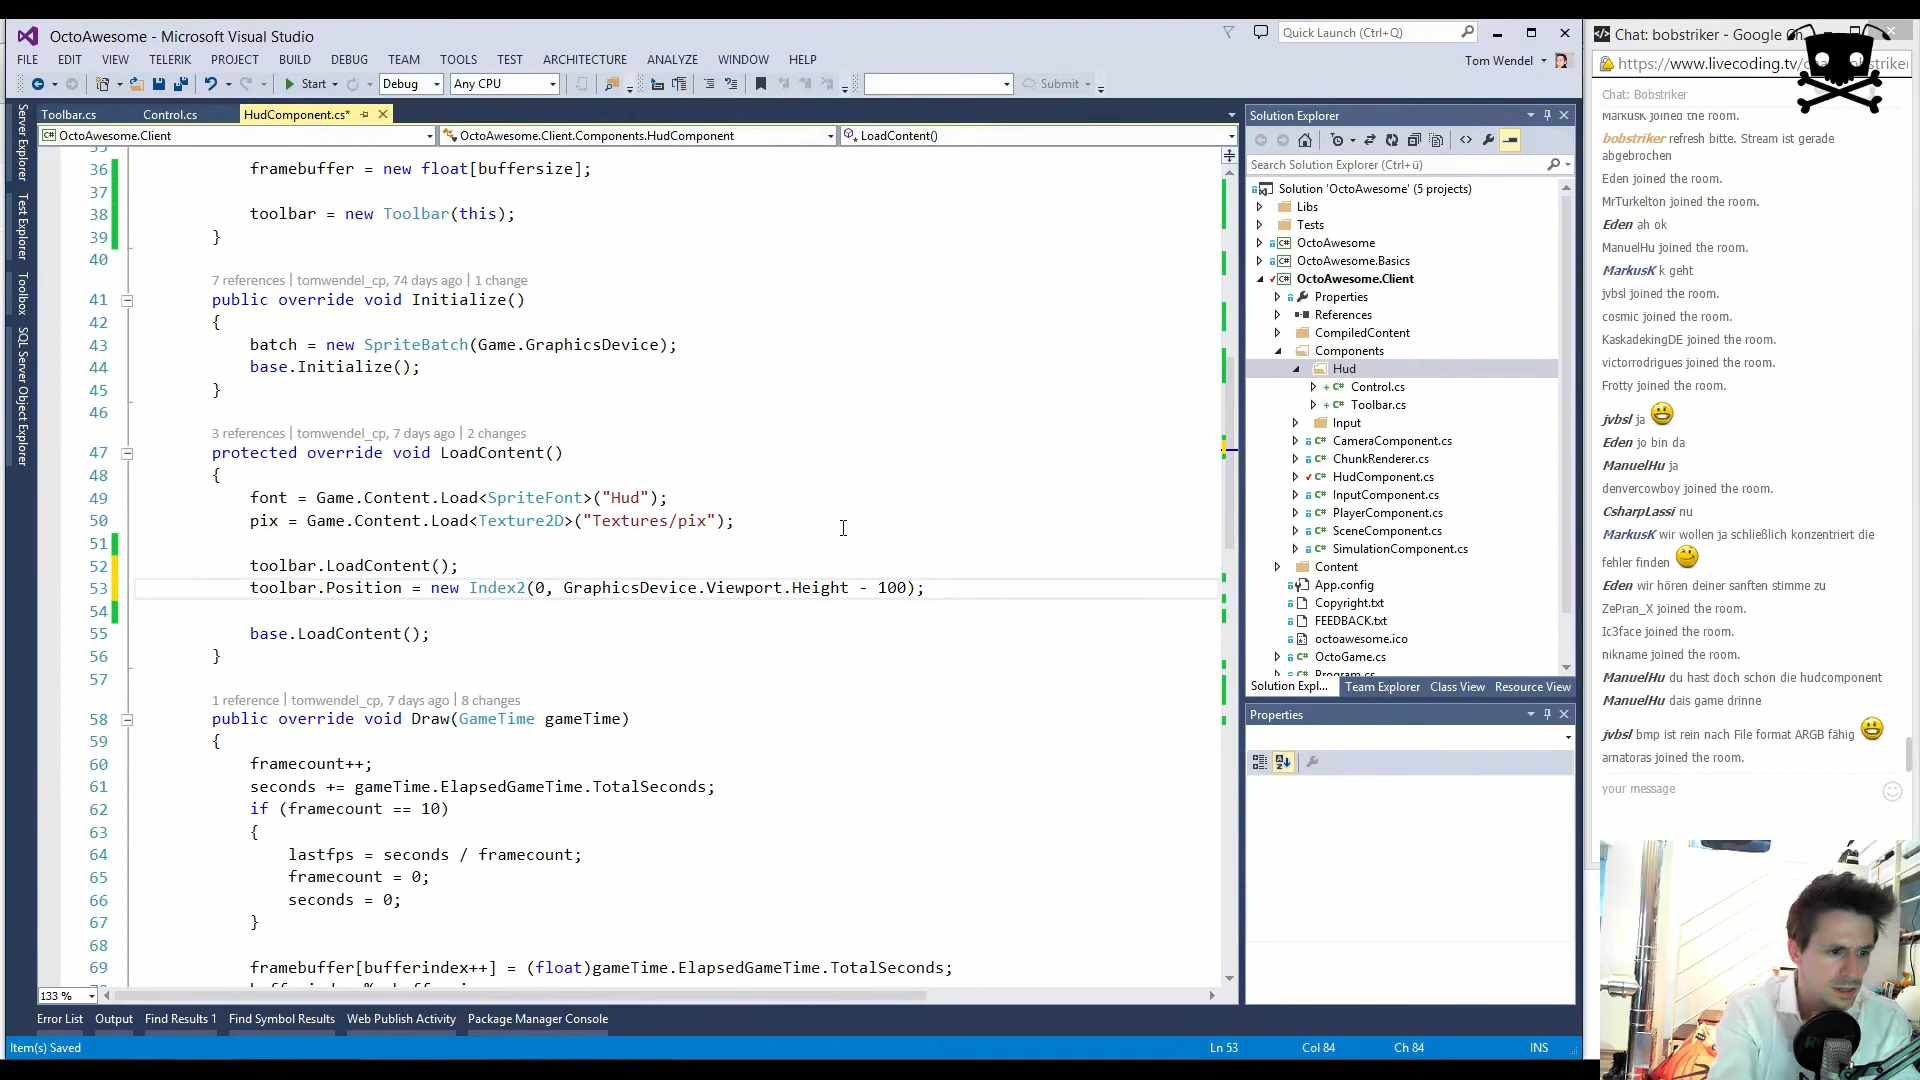 OctoAwesome - Microsoft Visual Studio
Quick Launch (Ctrl+Q)
FILE EDIT VIEW TELERIK PROJECT BUILD DEBUG TEAM TOOLS TEST ARCHITECTURE ANALYZE WINDOW HELP
Tom Wendel
Start Debug Any CPU Submit
Toolbar.cs Control.cs HudComponent.cs*
OctoAwesome.Client OctoAwesome.Client.Components.HudComponent LoadContent()
Server Explorer
Test Explorer
Toolbox
SQL Server Object Explorer
36 framebuffer = new float[buffersize];
37
38 toolbar = new Toolbar(this);
39 }
40
7 references | tomwendel_cp, 74 days ago | 1 change
41 public override void Initialize()
42 {
43 batch = new SpriteBatch(Game.GraphicsDevice);
44 base.Initialize();
45 }
46
3 references | tomwendel_cp, 7 days ago | 2 changes
47 protected override void LoadContent()
48 {
49 font = Game.Content.Load<SpriteFont>("Hud");
50 pix = Game.Content.Load<Texture2D>("Textures/pix");
51
52 toolbar.LoadContent();
53 toolbar.Position = new Index2(0, GraphicsDevice.Viewport.Height - 100);
54
55 base.LoadContent();
56 }
57
1 reference | tomwendel_cp, 7 days ago | 8 changes
58 public override void Draw(GameTime gameTime)
59 {
60 framecount++;
61 seconds += gameTime.ElapsedGameTime.TotalSeconds;
62 if (framecount == 10)
63 {
64 lastfps = seconds / framecount;
65 framecount = 0;
66 seconds = 0;
67 }
68
69 framebuffer[bufferindex++] = (float)gameTime.ElapsedGameTime.TotalSeconds;
133 %
Error List Output Find Results 1 Find Symbol Results Web Publish Activity Package Manager Console
Item(s) Saved Ln 53 Col 84 Ch 84 INS
Solution Explorer
Search Solution Explorer (Ctrl+ü)
Solution 'OctoAwesome' (5 projects)
Libs
Tests
OctoAwesome
OctoAwesome.Basics
OctoAwesome.Client
Properties
References
CompiledContent
Components
Hud
Control.cs
Toolbar.cs
Input
CameraComponent.cs
ChunkRenderer.cs
HudComponent.cs
InputComponent.cs
PlayerComponent.cs
SceneComponent.cs
SimulationComponent.cs
Content
App.config
Copyright.txt
FEEDBACK.txt
octoawesome.ico
OctoGame.cs
Program.cs
Solution Expl... Team Explorer Class View Resource View
Properties
Chat: bobstriker - Google
https://www.livecoding.tv/
Chat: Bobstriker
MarkusK joined the room.
bobstriker refresh bitte. Stream ist gerade
abgebrochen
Eden joined the room.
MrTurkelton joined the room.
Eden ah ok
ManuelHu joined the room.
MarkusK k geht
jvbsl joined the room.
cosmic joined the room.
KaskadekingDE joined the room.
victorrodrigues joined the room.
Frotty joined the room.
jvbsl ja
Eden jo bin da
ManuelHu ja
denvercowboy joined the room.
CsharpLassi nu
MarkusK wir wollen ja schließlich konzentriert die
fehler finden
Eden wir hören deiner sanften stimme zu
ZePran_X joined the room.
Ic3face joined the room.
nikname joined the room.
ManuelHu du hast doch schon die hudcomponent
ManuelHu dais game drinne
jvbsl bmp ist rein nach File format ARGB fähig
arnatoras joined the room.
your message